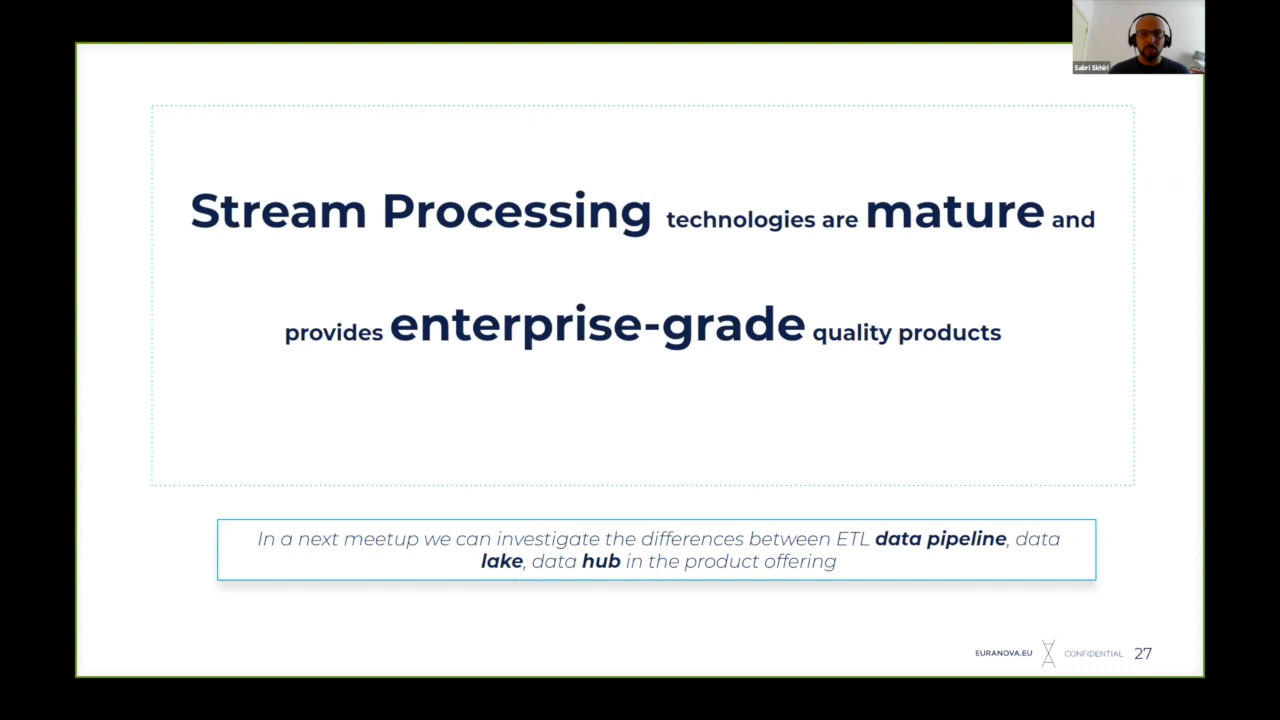 Sabri Skhiri
Stream Processing technologies are mature and
provides enterprise-grade quality products
In a next meetup we can investigate the differences between ETL data pipeline, data
lake, data hub in the product offering
EURANOVA.EU CONFIDENTIAL 27